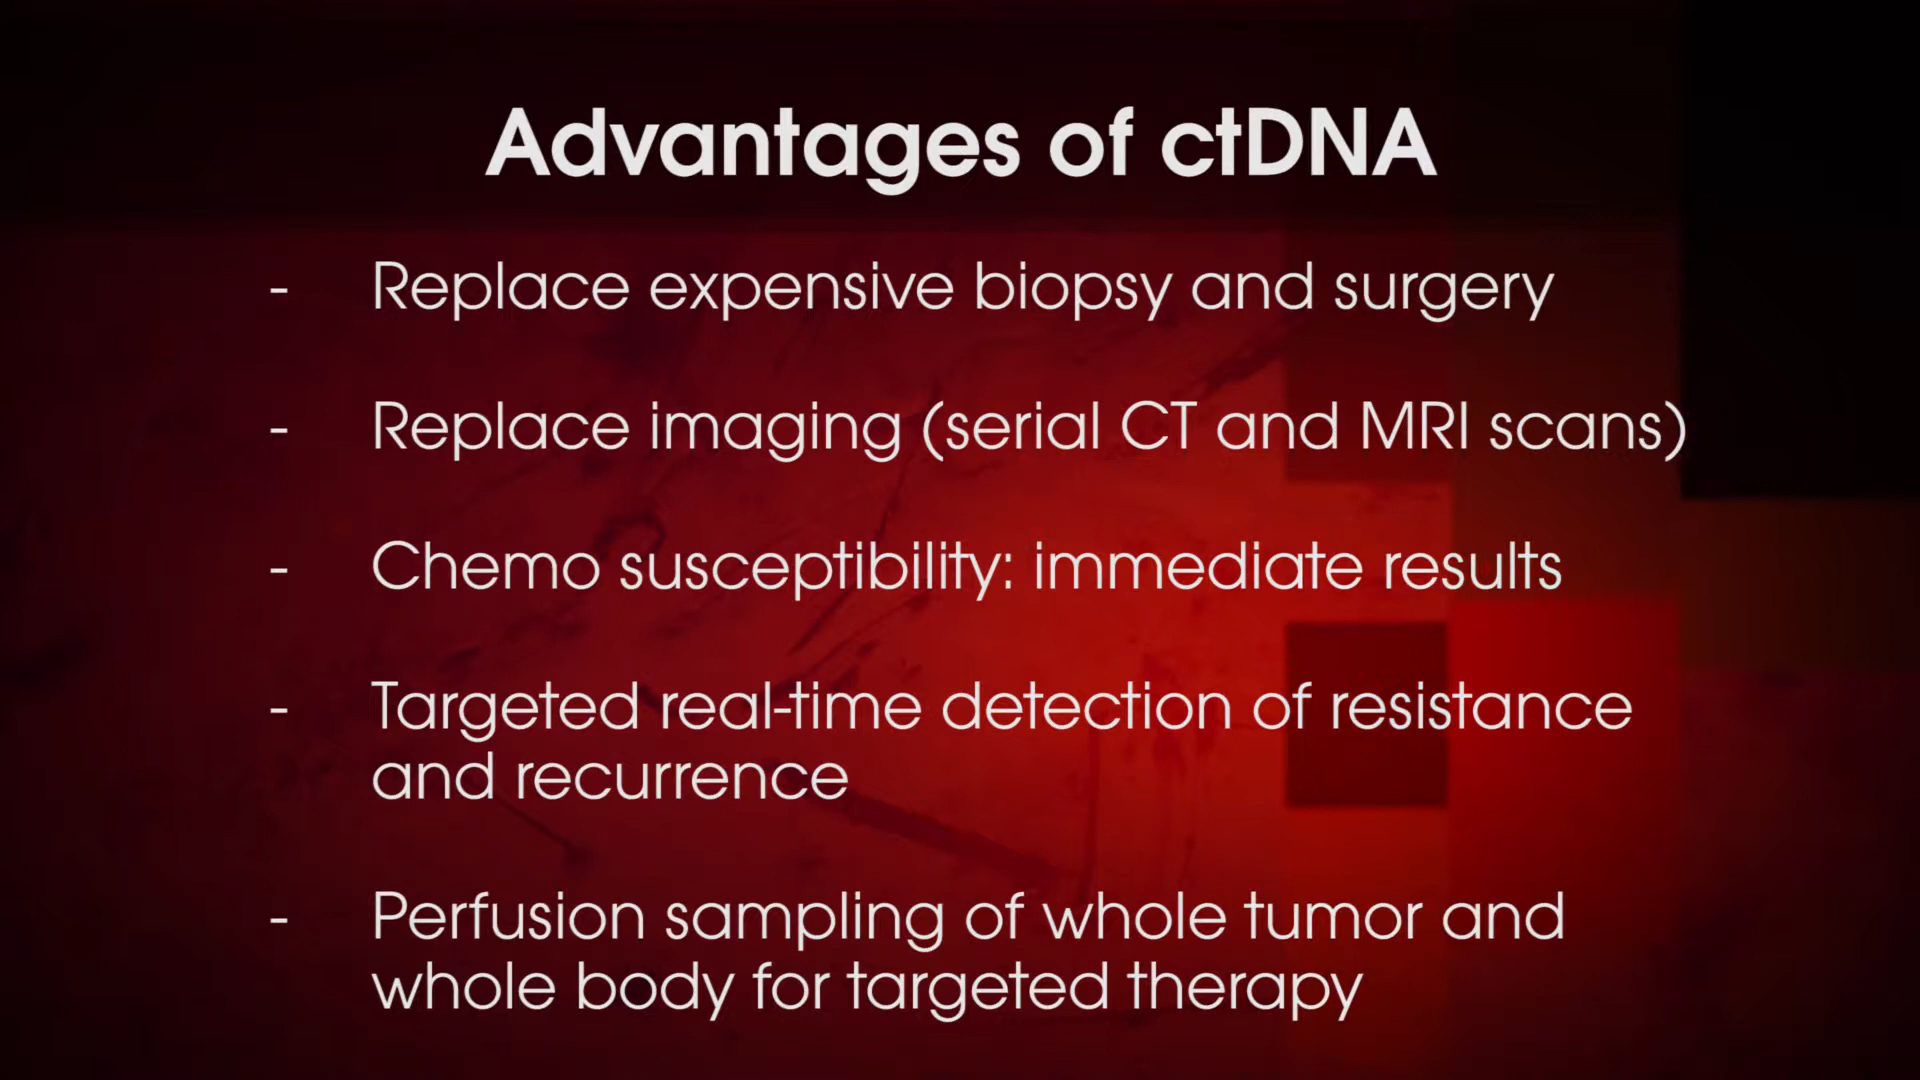 Advantages of ctDNA
- Replace expensive biopsy and surgery
- Replace imaging (serial CT and MRI scans)
- Chemo susceptibility: immediate results
- Targeted real-time detection of resistance
and recurrence
- Perfusion sampling of whole tumor and
whole body for targeted therapy